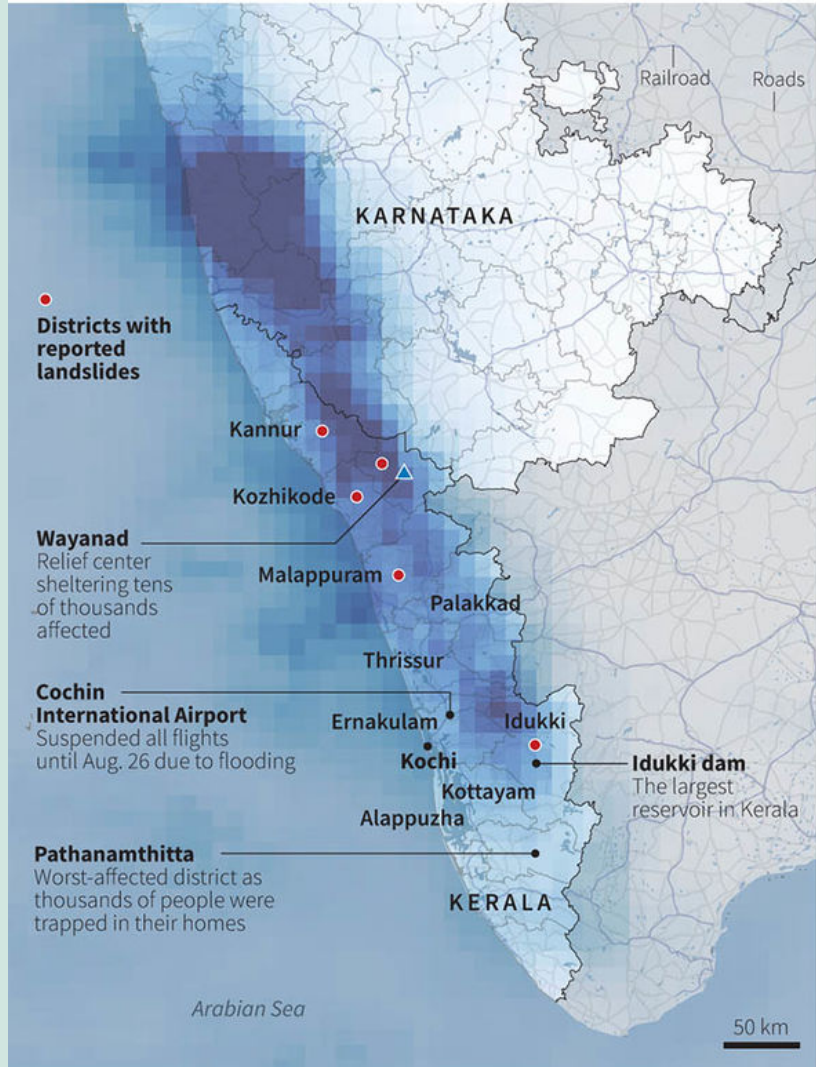 Railroad
Roads
KARNATAKA
Districts with
reported
landslides
Kannur
Kozhikode
Wayanad
Relief center
sheltering tens
of thousands
affected
Malappuram
Palakkad
Thrissur
Cochin
International Airport
Suspended all flights
until Aug. 26 due to flooding
Ernakulam
Idukki
Kochi
Idukki dam
The largest
reservoir in Kerala
Kottayam
Alappuzha
Pathanamthitta
Worst-affected district as
thousands of people were
trapped in their homes
KERALA
Arabian Sea
50 km